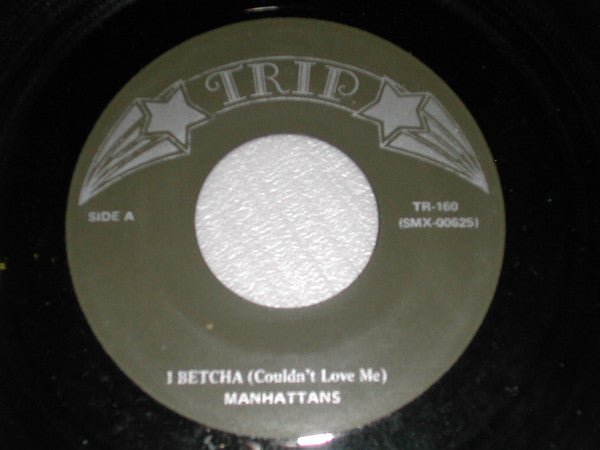 TRIP
SIDE A
TR-160
(SMX-00625)
I BETCHA (Couldn't Love Me)
MANHATTANS